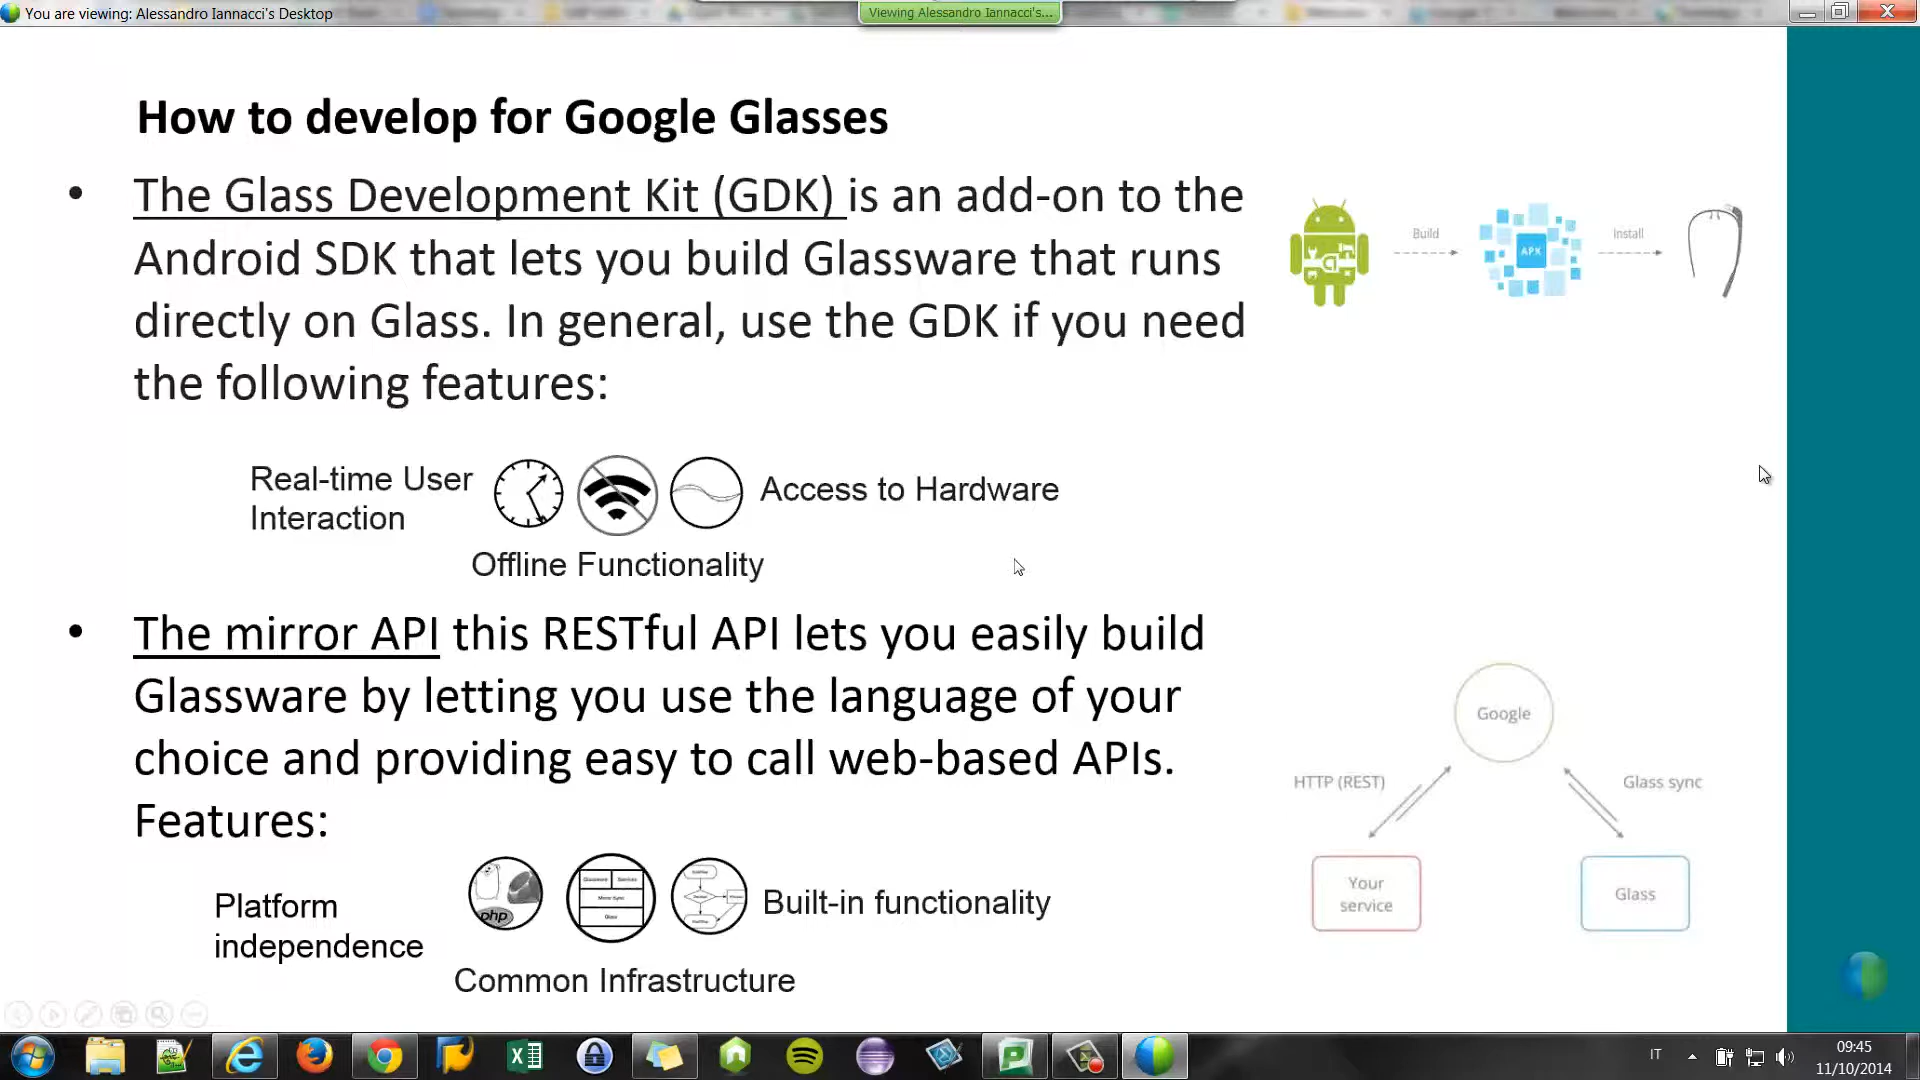 You are viewing: Alessandro Iannacci's Desktop
Viewing Alessandro Iannacci's...
How to develop for Google Glasses
• The Glass Development Kit (GDK) is an add-on to the
Android SDK that lets you build Glassware that runs
directly on Glass. In general, use the GDK if you need
the following features:
Build
APK
Install
Real-time User
Interaction
Access to Hardware
Offline Functionality
• The mirror API this RESTful API lets you easily build
Glassware by letting you use the language of your
choice and providing easy to call web-based APIs.
Features:
Google
HTTP (REST)
Glass sync
Your
service
Glass
php
Glassware Services
Mirror Sync
Glass
Platform
independence
Built-in functionality
Common Infrastructure
IT
09:45
11/10/2014